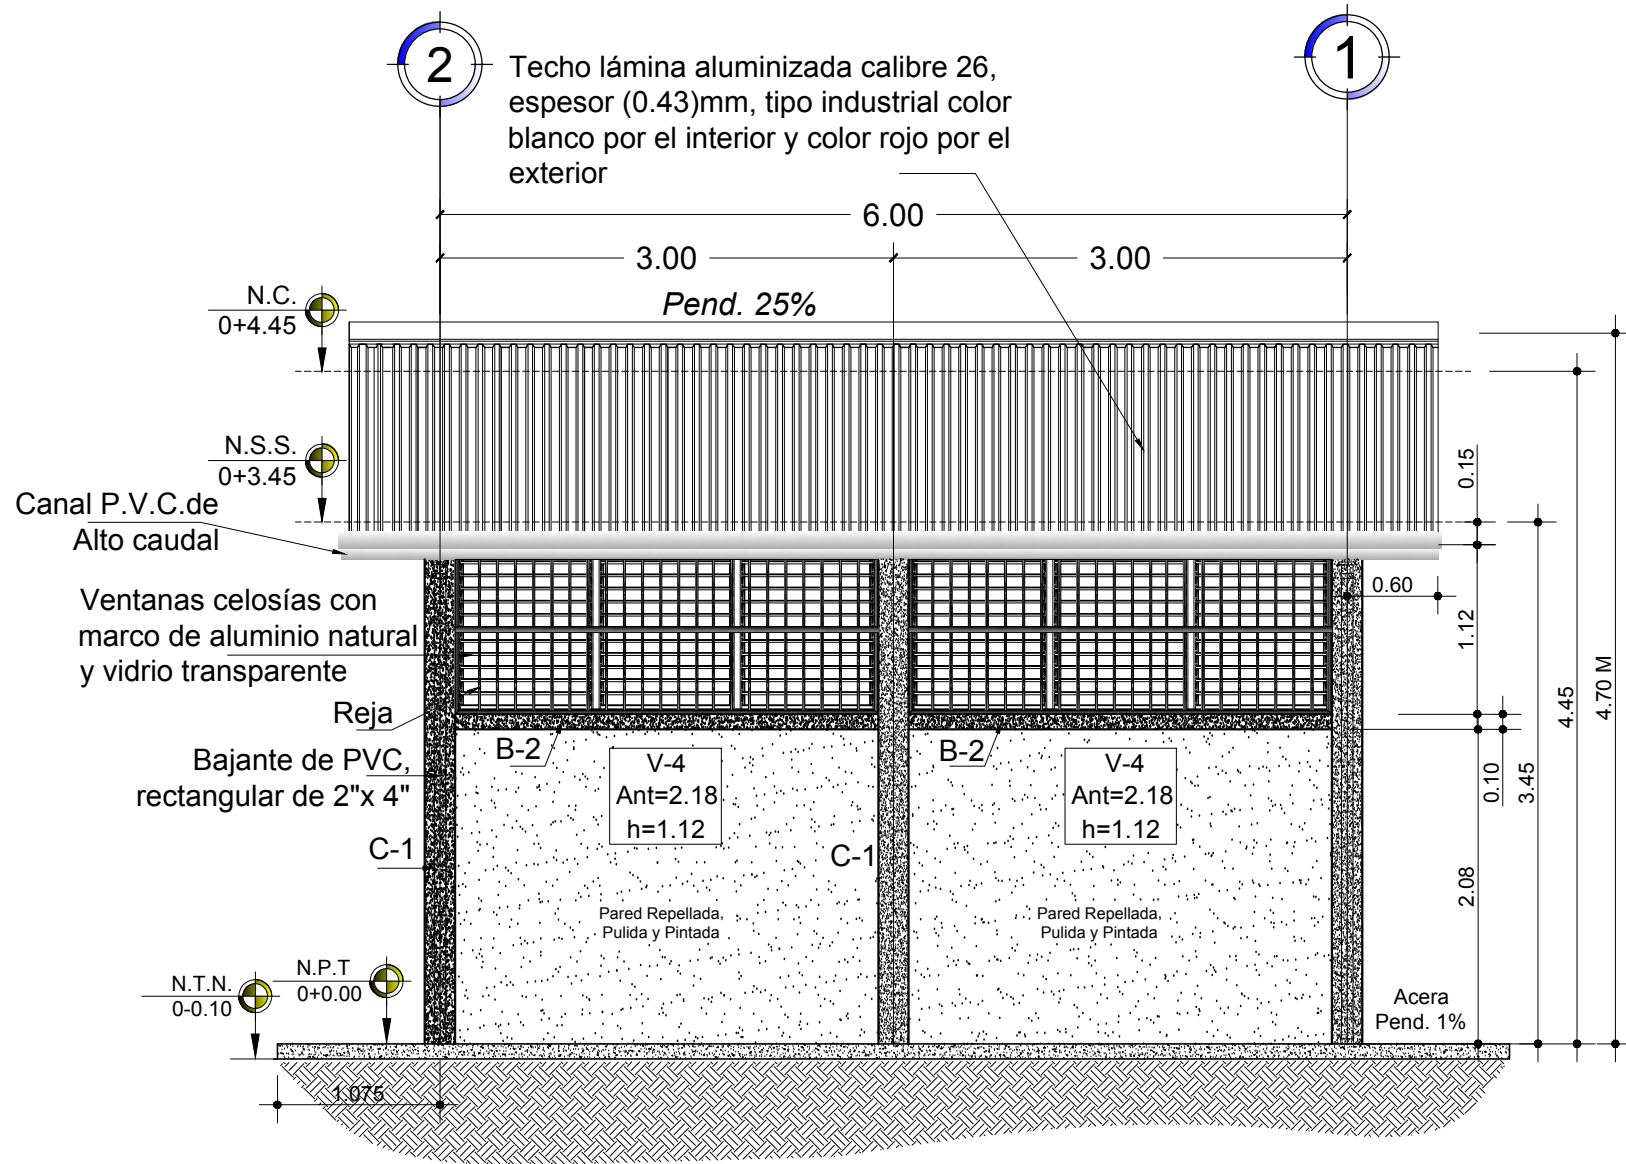 2
1
Techo lámina aluminizada calibre 26,
espesor (0.43)mm, tipo industrial color
blanco por el interior y color rojo por el
exterior
6.00
3.00
3.00
Pend. 25%
N.C.
0+4.45
N.S.S.
0+3.45
Canal P.V.C.de
Alto caudal
Ventanas celosías con
marco de aluminio natural
y vidrio transparente
Reja
Bajante de PVC,
rectangular de 2"x 4"
C-1
B-2
V-4
Ant=2.18
h=1.12
C-1
B-2
V-4
Ant=2.18
h=1.12
Pared Repellada,
Pulida y Pintada
Pared Repellada,
Pulida y Pintada
N.T.N.
0-0.10
N.P.T
0+0.00
Acera
Pend. 1%
1.075
0.60
0.15
1.12
0.10
2.08
3.45
4.45
4.70 M